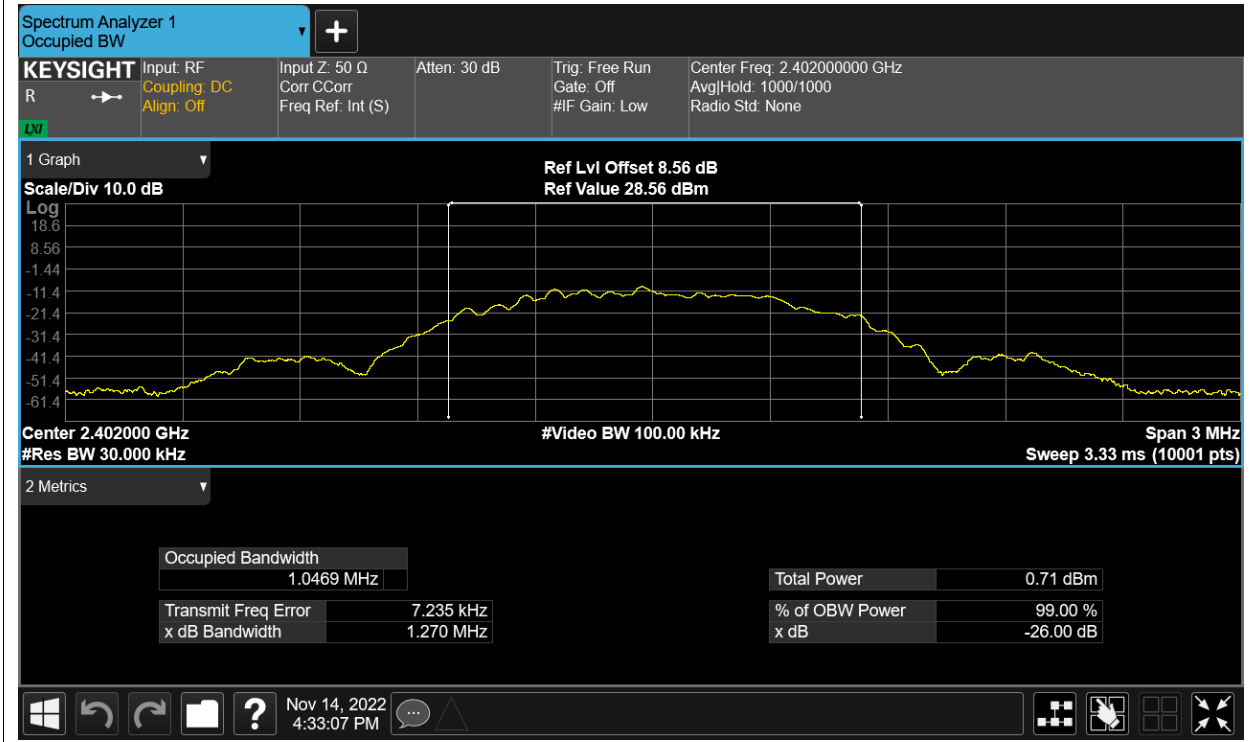 Spectrum Analyzer 1
Occupied BW
KEYSIGHT
R
LXI
Input: RF
Coupling: DC
Align: Off
Input Z: 50 Ω
Corr CCorr
Freq Ref: Int (S)
Atten: 30 dB
Trig: Free Run
Gate: Off
#IF Gain: Low
Center Freq: 2.402000000 GHz
Avg|Hold: 1000/1000
Radio Std: None
1 Graph
Scale/Div 10.0 dB
Ref Lvl Offset 8.56 dB
Ref Value 28.56 dBm
Log
18.6
8.56
-1.44
-11.4
-21.4
-31.4
-41.4
-51.4
-61.4
Center 2.402000 GHz
#Video BW 100.00 kHz
Span 3 MHz
#Res BW 30.000 kHz
Sweep 3.33 ms (10001 pts)
2 Metrics
Occupied Bandwidth
1.0469 MHz
Total Power 0.71 dBm
Transmit Freq Error 7.235 kHz
% of OBW Power 99.00 %
x dB Bandwidth 1.270 MHz
x dB -26.00 dB
?
Nov 14, 2022
4:33:07 PM